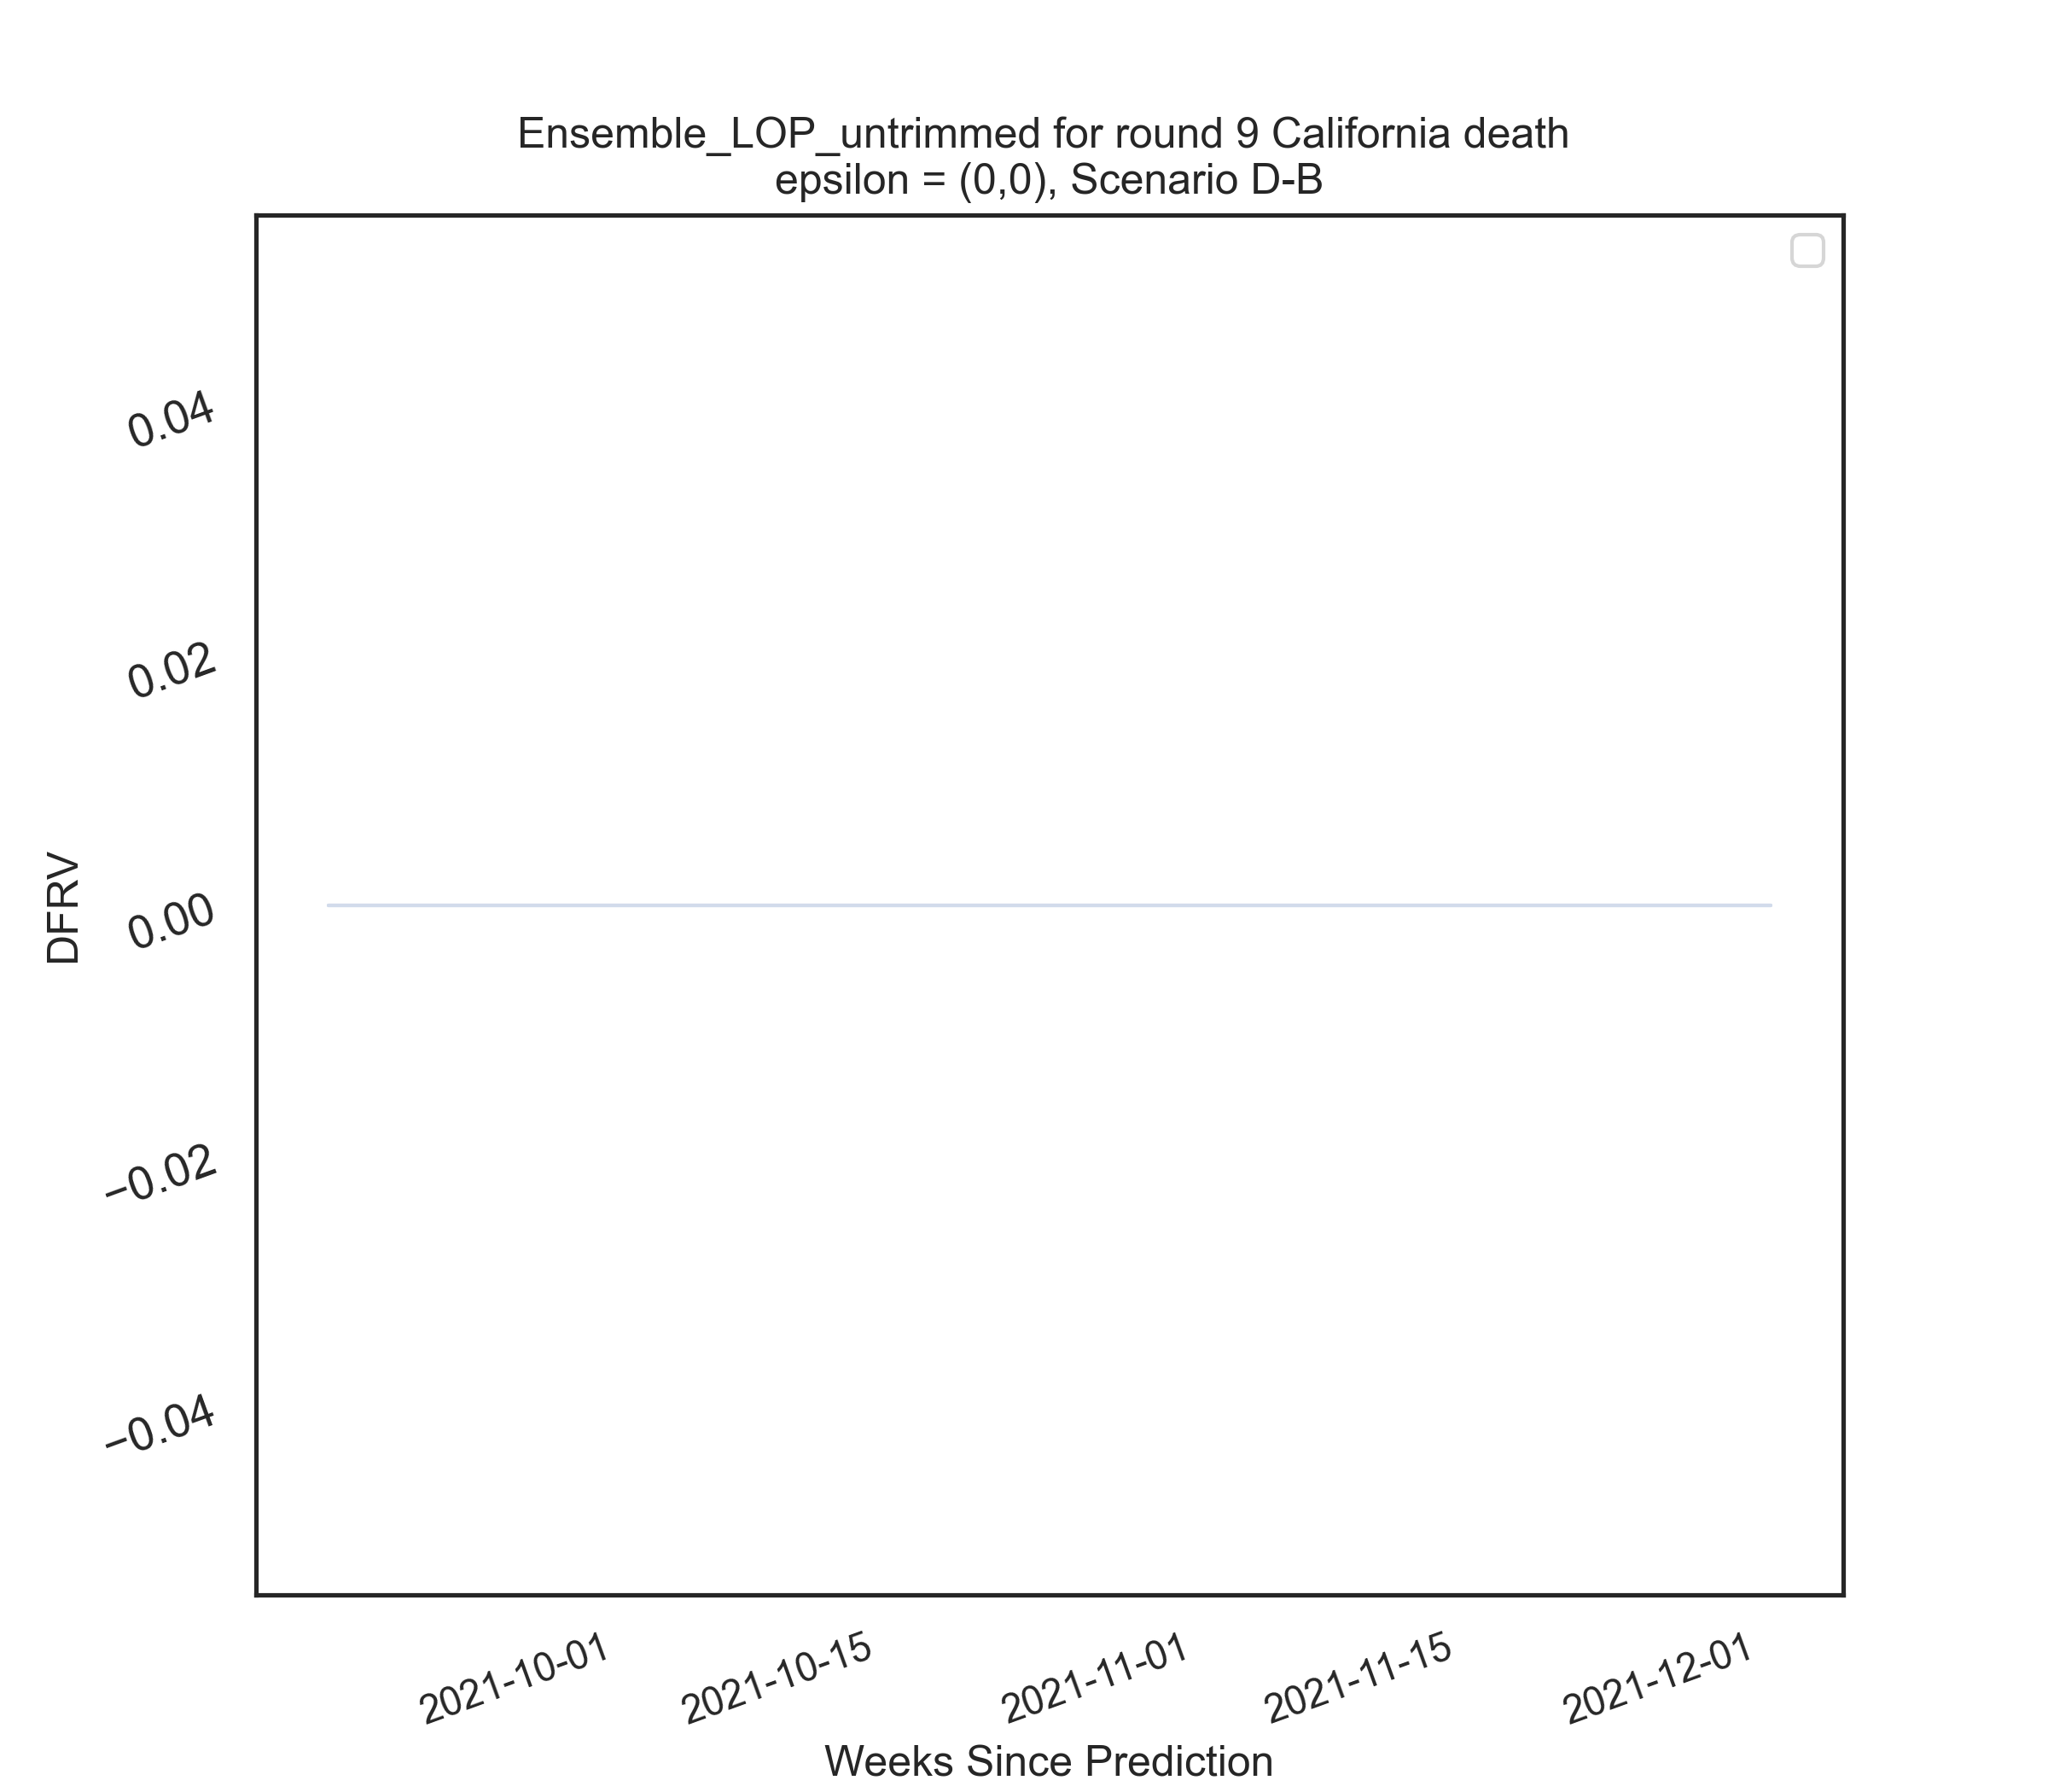 Ensemble_LOP_untrimmed for round 9 California death
epsilon = (0,0), Scenario D-B
0.04
0.02
0.00
−0.02
−0.04
DFRV
2021-10-01
2021-10-15
2021-11-01
2021-11-15
2021-12-01
Weeks Since Prediction